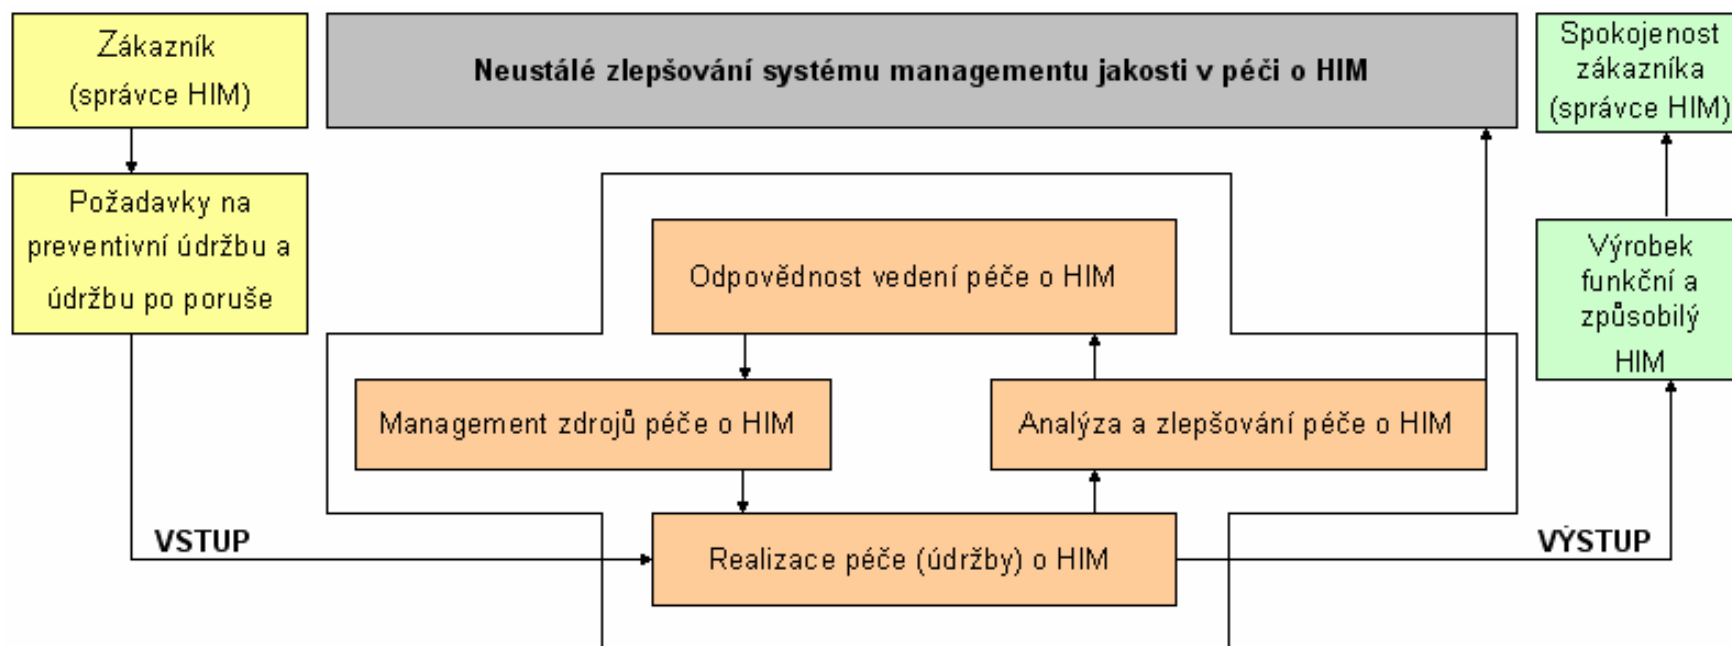 Zákazník
(správce HIM)
Neustálé zlepšování systému managementu jakosti v péči o HIM
Spokojenost
zákazníka
(správce HIM)
Požadavky na
preventivní údržbu a
údržbu po poruše
Odpovědnost vedení péče o HIM
Výrobek
funkční a
způsobilý
HIM
Management zdrojů péče o HIM
Analýza a zlepšování péče o HIM
VSTUP
Realizace péče (údržby) o HIM
VÝSTUP